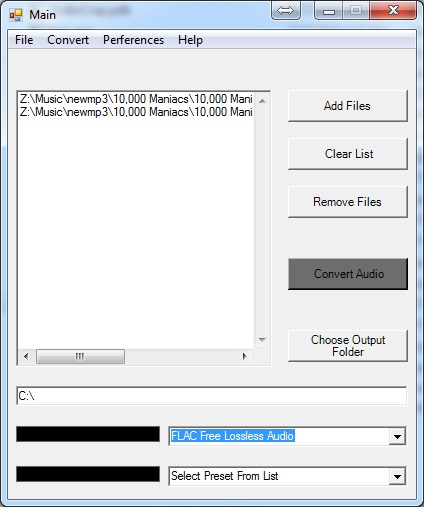 Main
File Convert Perferences Help
Z:\Music\newmp3\10,000 Maniacs\10,000 Mani
Z:\Music\newmp3\10,000 Maniacs\10,000 Mani
Add Files
Clear List
Remove Files
Convert Audio
Choose Output
Folder
C:\
FLAC Free Lossless Audio
Select Preset From List